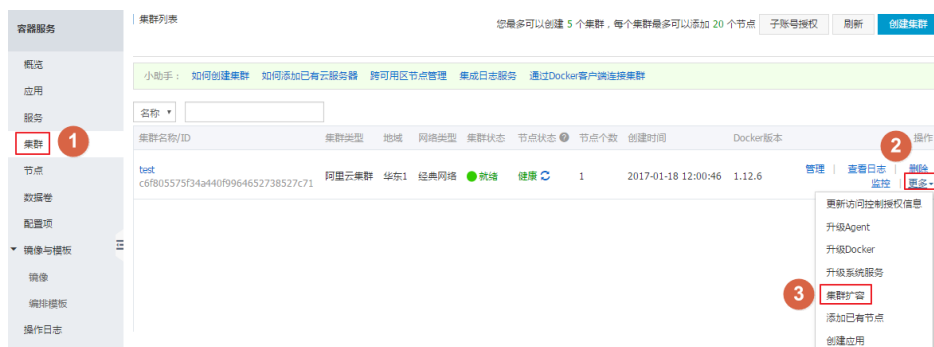 容器服务
概览
应用
服务
集群
1
节点
数据卷
配置项
镜像与模板
镜像
编排模板
操作日志
集群列表
您最多可以创建 5 个集群，每个集群最多可以添加 20 个节点 子账号授权 刷新 创建集群
小助手： 如何创建集群 如何添加已有云服务器 跨可用区节点管理 集成日志服务 通过Docker客户端连接集群
名称
集群名称/ID 集群类型 地域 网络类型 集群状态 节点状态 节点个数 创建时间 Docker版本 操作
2
test
c6f805575f34a440f9964652738527c71 阿里云集群 华东1 经典网络 就绪 健康 1 2017-01-18 12:00:46 1.12.6
管理 | 查看日志 | 删除
监控 | 更多
更新访问控制授权信息
升级Agent
升级Docker
升级系统服务
3 集群扩容
添加已有节点
创建应用